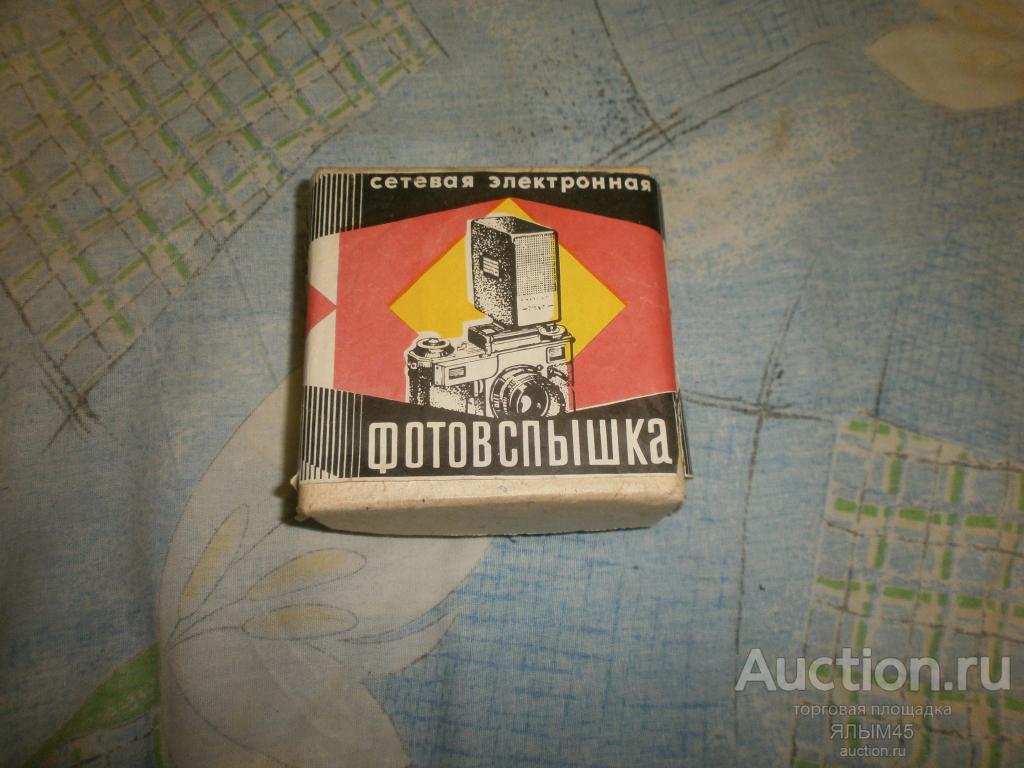 сетевая электронная
фотовспышка
Auction.ru
торговая площадка
ЯЛЫМ45
auction.ru